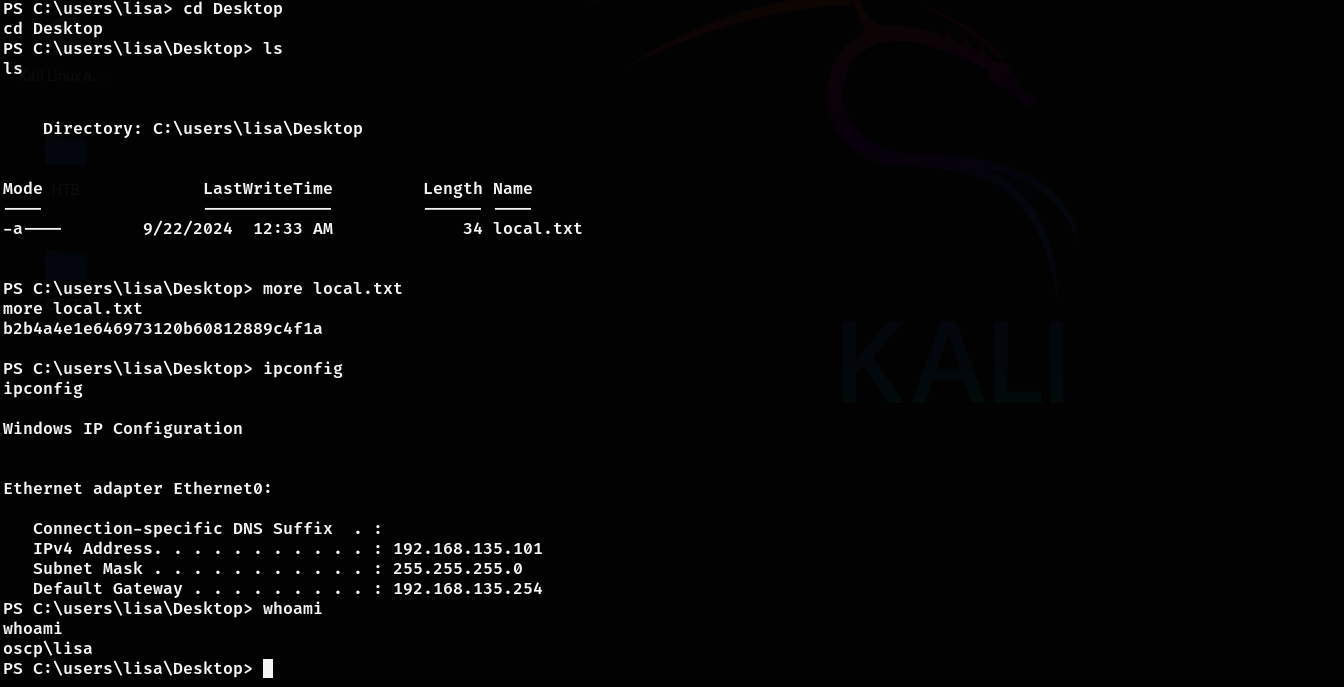 PS C:\users\lisa> cd Desktop
cd Desktop
PS C:\users\lisa\Desktop> ls
ls
Kali Linux a...
    Directory: C:\users\lisa\Desktop
Mode                LastWriteTime         Length Name
HTB
----                -------------         ------ ----
-a----        9/22/2024  12:33 AM             34 local.txt
PS C:\users\lisa\Desktop> more local.txt
more local.txt
b2b4a4e1e646973120b60812889c4f1a
PS C:\users\lisa\Desktop> ipconfig
ipconfig
KALI
Windows IP Configuration
Ethernet adapter Ethernet0:
   Connection-specific DNS Suffix  . :
   IPv4 Address. . . . . . . . . . . : 192.168.135.101
   Subnet Mask . . . . . . . . . . . : 255.255.255.0
   Default Gateway . . . . . . . . . : 192.168.135.254
PS C:\users\lisa\Desktop> whoami
whoami
oscp\lisa
PS C:\users\lisa\Desktop>